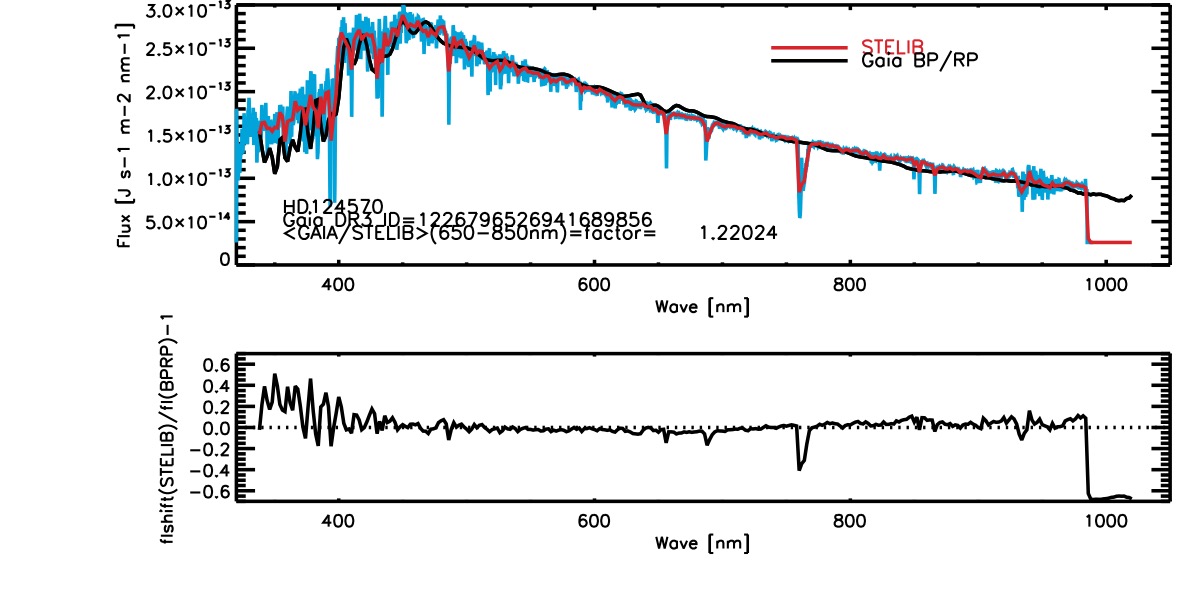 3.0×10−13
2.5×10−13
2.0×10−13
1.5×10−13
1.0×10−13
5.0×10−14
0
Flux [J s−1 m−2 nm−1]
STELIB
Gaia BP/RP
HD124570
Gaia DR3 ID=1226796526941689856
<GAIA/STELIB>(650−850nm)=factor= 1.22024
400 600 800 1000
Wave [nm]
flshift(STELIB)/fl(BPRP)−1
0.6
0.4
0.2
0.0
−0.2
−0.4
−0.6
400 600 800 1000
Wave [nm]